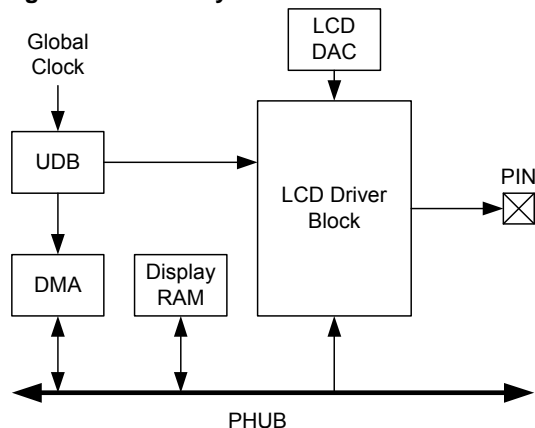 Global
Clock
LCD
DAC
UDB
LCD Driver
Block
PIN
DMA
Display
RAM
PHUB